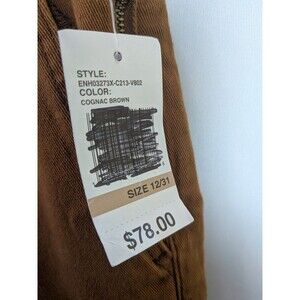 STYLE:
ENH03273X-C213-V802
COLOR:
COGNAC BROWN
SIZE 12/31
$78.00